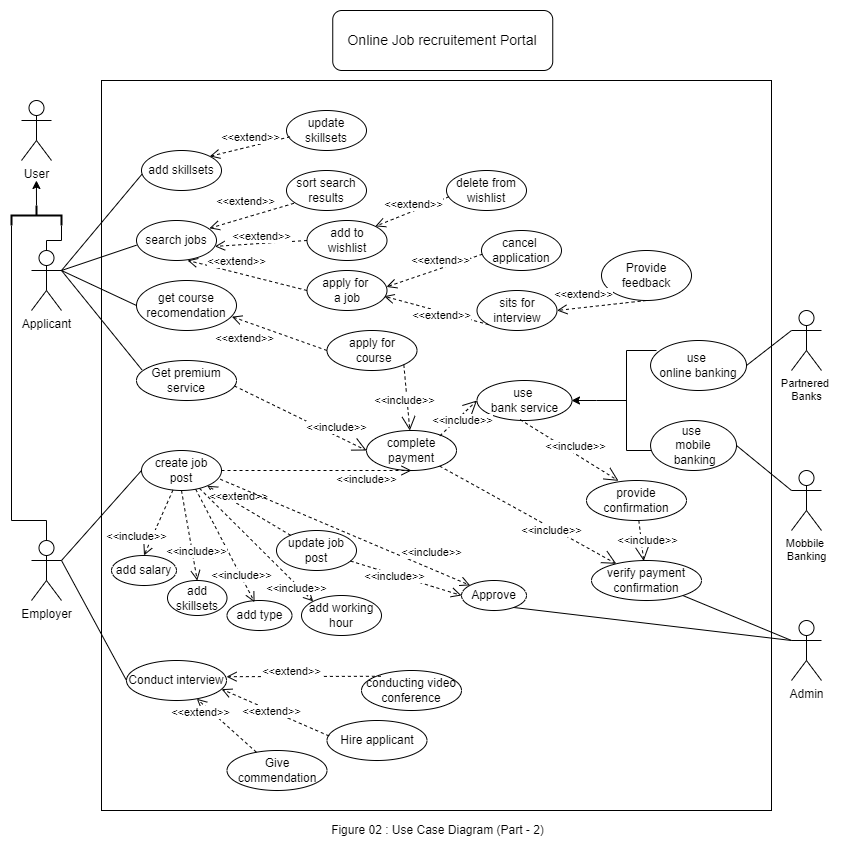 Online Job recruitement Portal
User
update
skillsets
<<extend>>
add skillsets
sort search
results
delete from
wishlist
<<extend>>
<<extend>>
search jobs
<<extend>>
add to
wishlist
cancel
application
<<extend>>
<<extend>>
Provide
feedback
Applicant
get course
recomendation
apply for
a job
<<extend>>
sits for
interview
<<extend>>
<<extend>>
apply for
course
use
online banking
Partnered
Banks
Get premium
service
<<include>>
use
bank service
<<include>>
<<include>>
complete
payment
use
mobile
banking
<<include>>
create job
post
<<include>>
<<extend>>
provide
confirmation
Mobbile
Banking
<<include>>
<<include>>
<<include>>
update job
post
<<include>>
<<include>>
add salary
<<include>>
<<include>>
<<include>>
verify payment
confirmation
Employer
add
skillsets
add type
add working
hour
Approve
Admin
Conduct interview
<<extend>>
conducting video
conference
<<extend>>
<<extend>>
Hire applicant
Give
commendation
Figure 02 : Use Case Diagram (Part - 2)